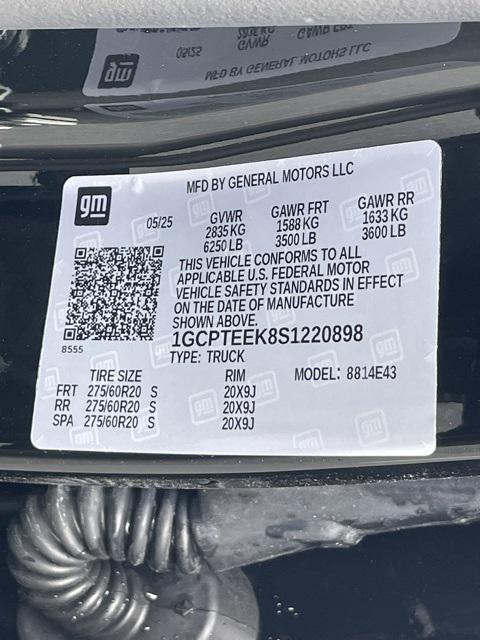 MFD BY GENERAL MOTORS LLC
gm
05/25
GVWR GAWR FRT GAWR RR
2835 KG 1588 KG 1633 KG
6250 LB 3500 LB 3600 LB
THIS VEHICLE CONFORMS TO ALL
APPLICABLE U.S. FEDERAL MOTOR
VEHICLE SAFETY STANDARDS IN EFFECT
ON THE DATE OF MANUFACTURE
SHOWN ABOVE.
8555
1GCPTEEK8S1220898
TYPE: TRUCK
TIRE SIZE RIM MODEL: 8814E43
FRT 275/60R20 S 20X9J
RR 275/60R20 S 20X9J
SPA 275/60R20 S 20X9J